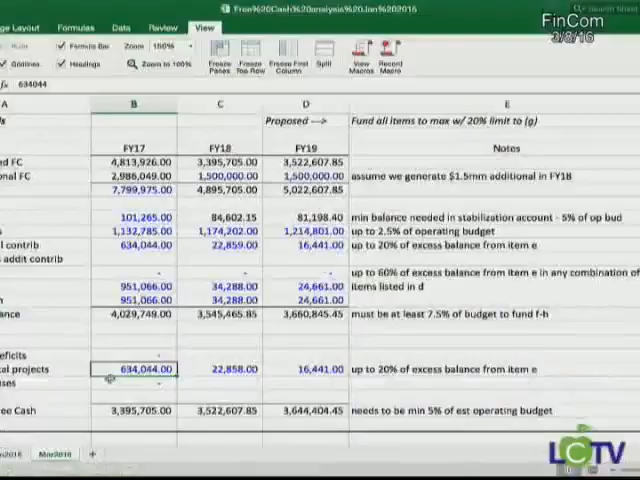 Free%20Cash%20analysis%20Jan%202016
FinCom
3/8/16
ge Layout Formulas Data Review View
Formula Bar Zoom 150%
Gridlines Headings Zoom to 100%
Freeze Panes Freeze Top Row Freeze First Column Split View Macros Record Macro
fx 634044
A B C D E
Proposed --> Fund all items to max w/ 20% limit to (g)
FY17 FY18 FY19 Notes
ed FC 4,813,926.00 3,395,705.00 3,522,607.85
onal FC 2,986,049.00 1,500,000.00 1,500,000.00 assume we generate $1.5mm additional in FY18
7,799,975.00 4,895,705.00 5,022,607.85
101,265.00 84,602.15 81,198.40 min balance needed in stabilization account - 5% of op bud
s 1,132,785.00 1,174,202.00 1,214,801.00 up to 2.5% of operating budget
l contrib 634,044.00 22,859.00 16,441.00 up to 20% of excess balance from item e
s addit contrib
- - - up to 60% of excess balance from item e in any combination of
951,066.00 34,288.00 24,661.00 items listed in d
n 951,066.00 34,288.00 24,661.00
ance 4,029,749.00 3,545,465.85 3,660,845.45 must be at least 7.5% of budget to fund f-h
eficits -
tal projects 634,044.00 22,858.00 16,441.00 up to 20% of excess balance from item e
uses -
ee Cash 3,395,705.00 3,522,607.85 3,644,404.45 needs to be min 5% of est operating budget
2016 Mar2016 +
LCTV